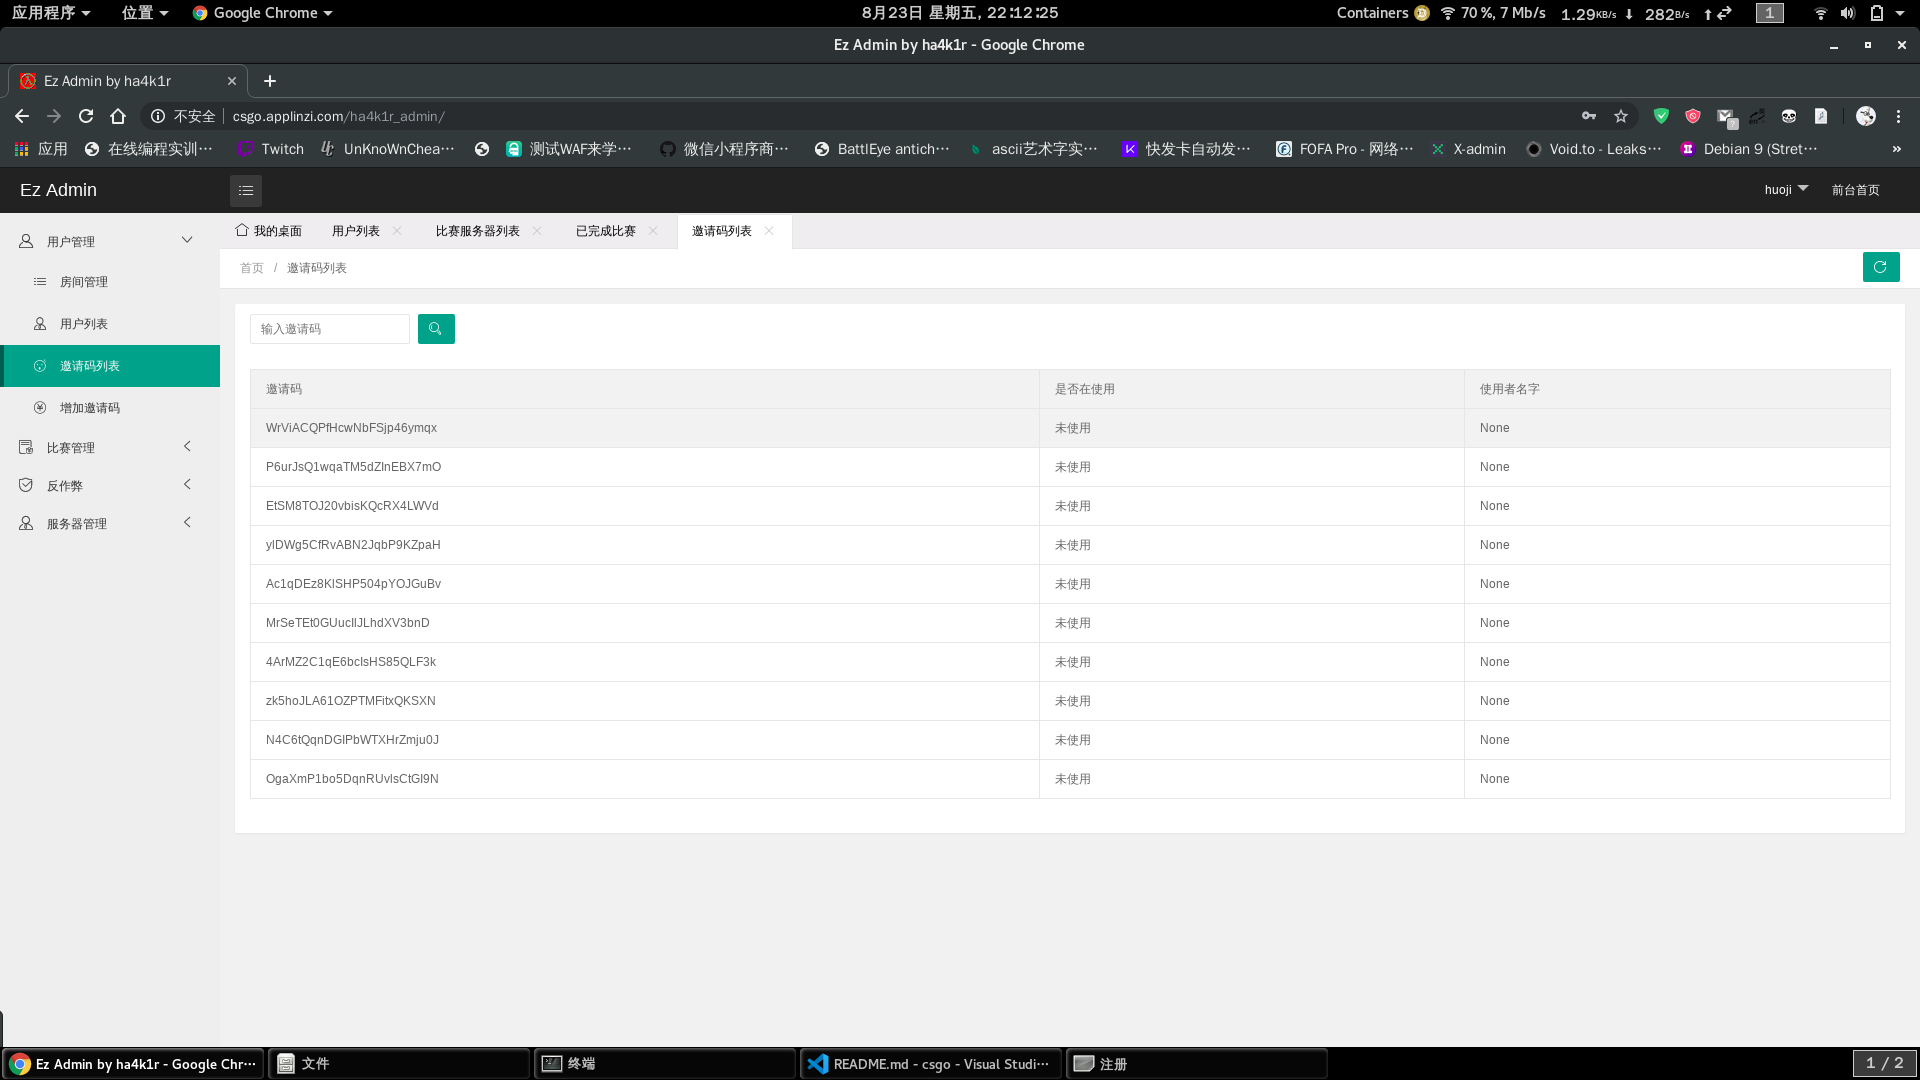 应用程序 位置 Google Chrome 8月23日 星期五, 22:12:25 Containers 70 %, 7 Mb/s 1.29KB/s 282B/s 1
Ez Admin by ha4k1r - Google Chrome
Ez Admin by ha4k1r
不安全 csgo.applinzi.com/ha4k1r_admin/
应用 在线编程实训… Twitch UnKnoWnChea… 测试WAF来学… 微信小程序商… BattlEye antich… ascii艺术字实… 快发卡自动发… FOFA Pro - 网络… X-admin Void.to - Leaks… Debian 9 (Stret… »
Ez Admin huoji 前台首页
我的桌面 用户列表 比赛服务器列表 已完成比赛 邀请码列表
首页 / 邀请码列表
用户管理
房间管理
用户列表
邀请码列表
增加邀请码
比赛管理
反作弊
服务器管理
输入邀请码
邀请码 是否在使用 使用者名字
WrViACQPfHcwNbFSjp46ymqx 未使用 None
P6urJsQ1wqaTM5dZInEBX7mO 未使用 None
EtSM8TOJ20vbisKQcRX4LWVd 未使用 None
ylDWg5CfRvABN2JqbP9KZpaH 未使用 None
Ac1qDEz8KlSHP504pYOJGuBv 未使用 None
MrSeTEt0GUucIlJLhdXV3bnD 未使用 None
4ArMZ2C1qE6bcIsHS85QLF3k 未使用 None
zk5hoJLA61OZPTMFitxQKSXN 未使用 None
N4C6tQqnDGIPbWTXHrZmju0J 未使用 None
OgaXmP1bo5DqnRUvlsCtGI9N 未使用 None
Ez Admin by ha4k1r - Google Chr… 文件 终端 README.md - csgo - Visual Studi… 注册 1 / 2